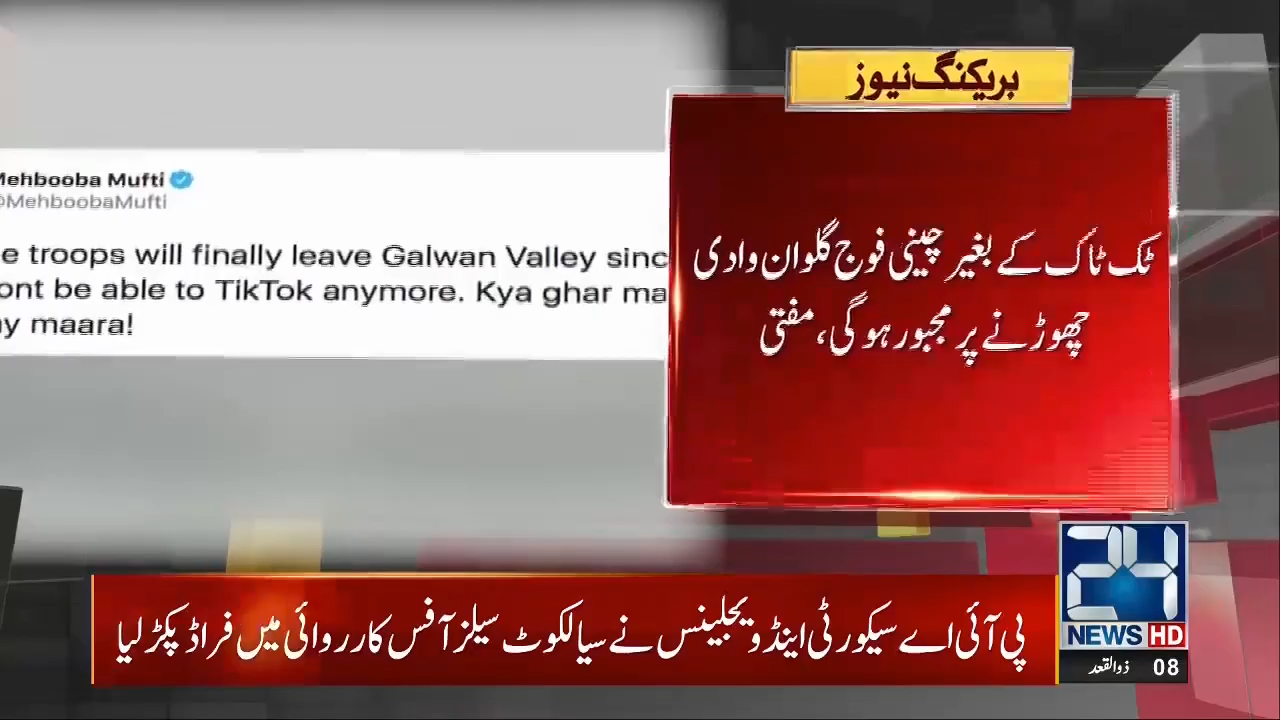 بریکنگ نیوز
Mehbooba Mufti
@MehboobaMufti
e troops will finally leave Galwan Valley sinc
ont be able to TikTok anymore. Kya ghar ma
y maara!
ٹک ٹاک کے بغیر چینی فوج گلوان وادی
چھوڑنے پر مجبور ہوگی، مفتی
پی آئی اے سیکورٹی اینڈ ویجلینس نے سیالکوٹ سیلز آفس کارروائی میں فراڈ پکڑ لیا
24
NEWS HD
08 ذوالقعد